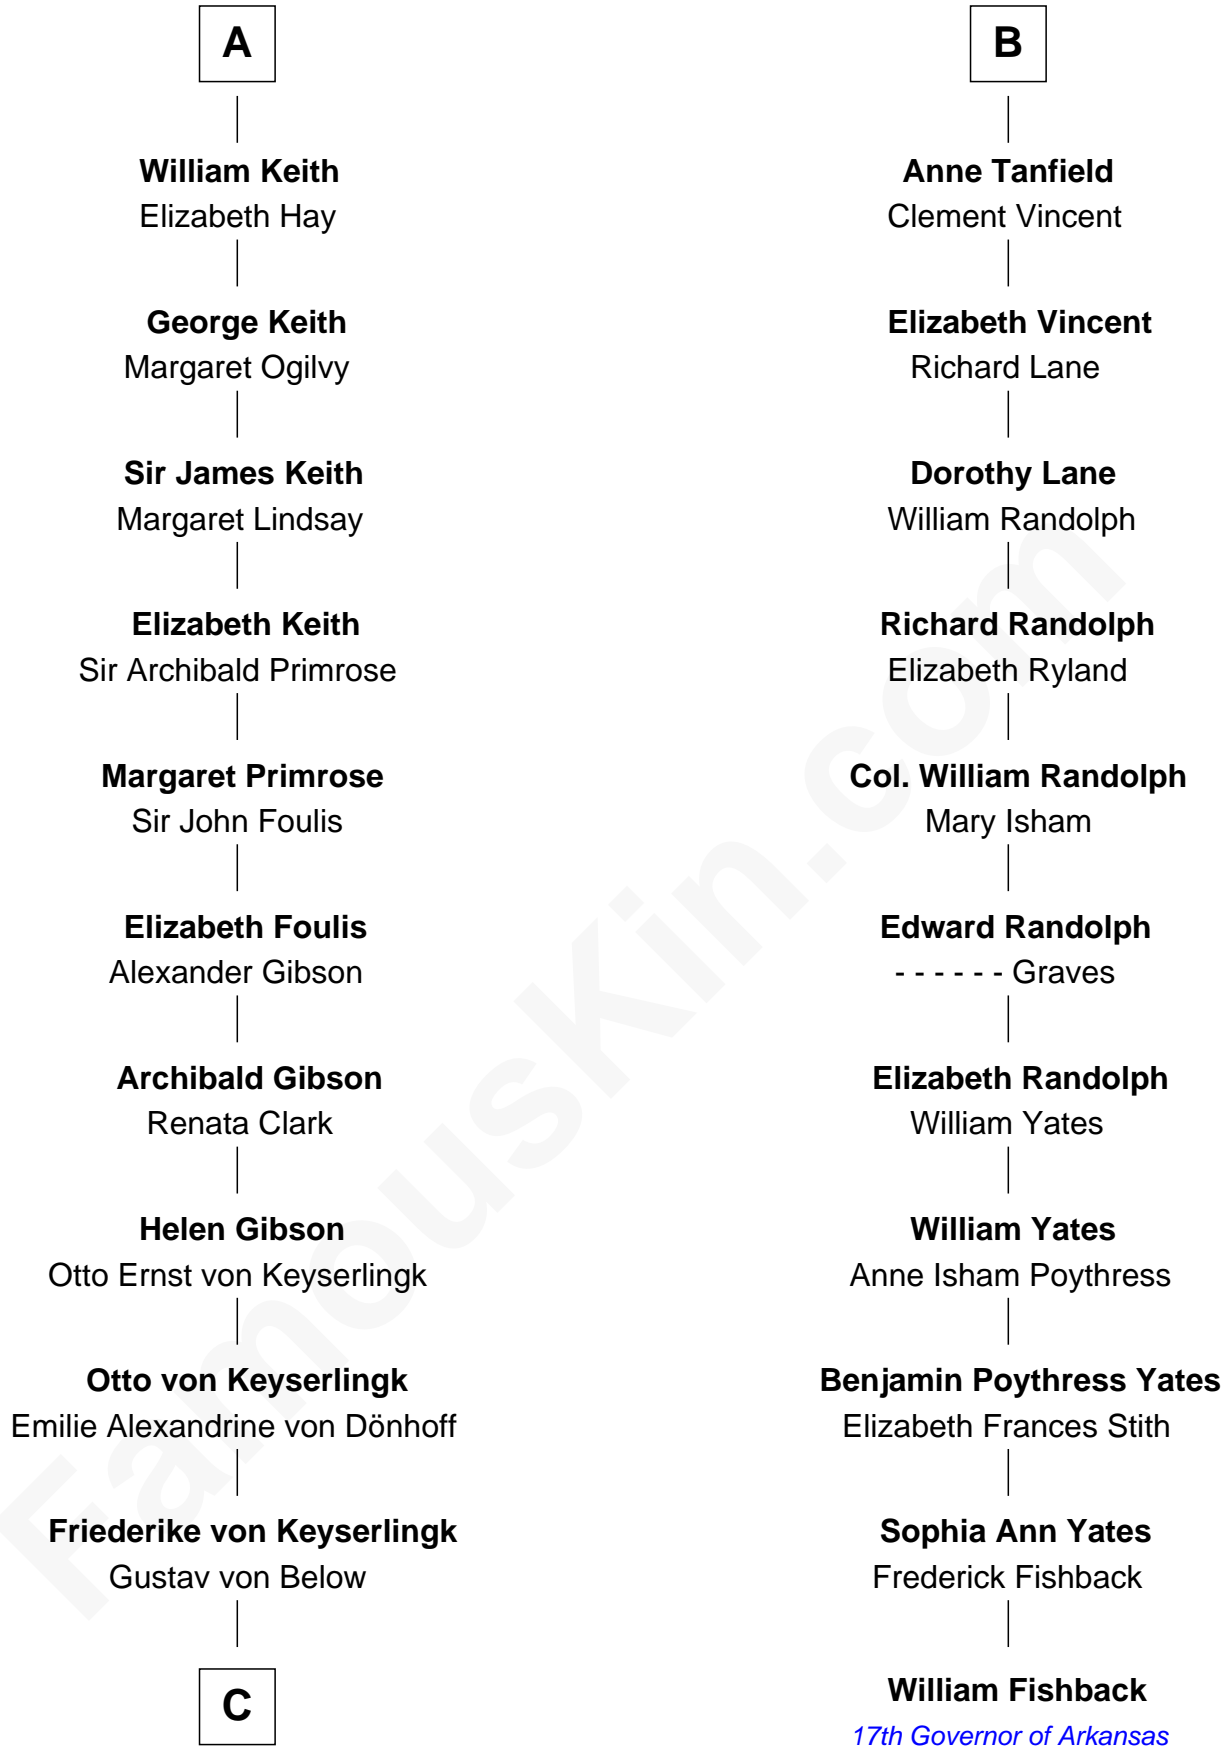 A
William Keith
Elizabeth Hay
George Keith
Margaret Ogilvy
Sir James Keith
Margaret Lindsay
Elizabeth Keith
Sir Archibald Primrose
Margaret Primrose
Sir John Foulis
Elizabeth Foulis
Alexander Gibson
Archibald Gibson
Renata Clark
Helen Gibson
Otto Ernst von Keyserlingk
Otto von Keyserlingk
Emilie Alexandrine von Dönhoff
Friederike von Keyserlingk
Gustav von Below
C
B
Anne Tanfield
Clement Vincent
Elizabeth Vincent
Richard Lane
Dorothy Lane
William Randolph
Richard Randolph
Elizabeth Ryland
Col. William Randolph
Mary Isham
Edward Randolph
- - - - - - Graves
Elizabeth Randolph
William Yates
William Yates
Anne Isham Poythress
Benjamin Poythress Yates
Elizabeth Frances Stith
Sophia Ann Yates
Frederick Fishback
William Fishback
17th Governor of Arkansas
FamousKin.com